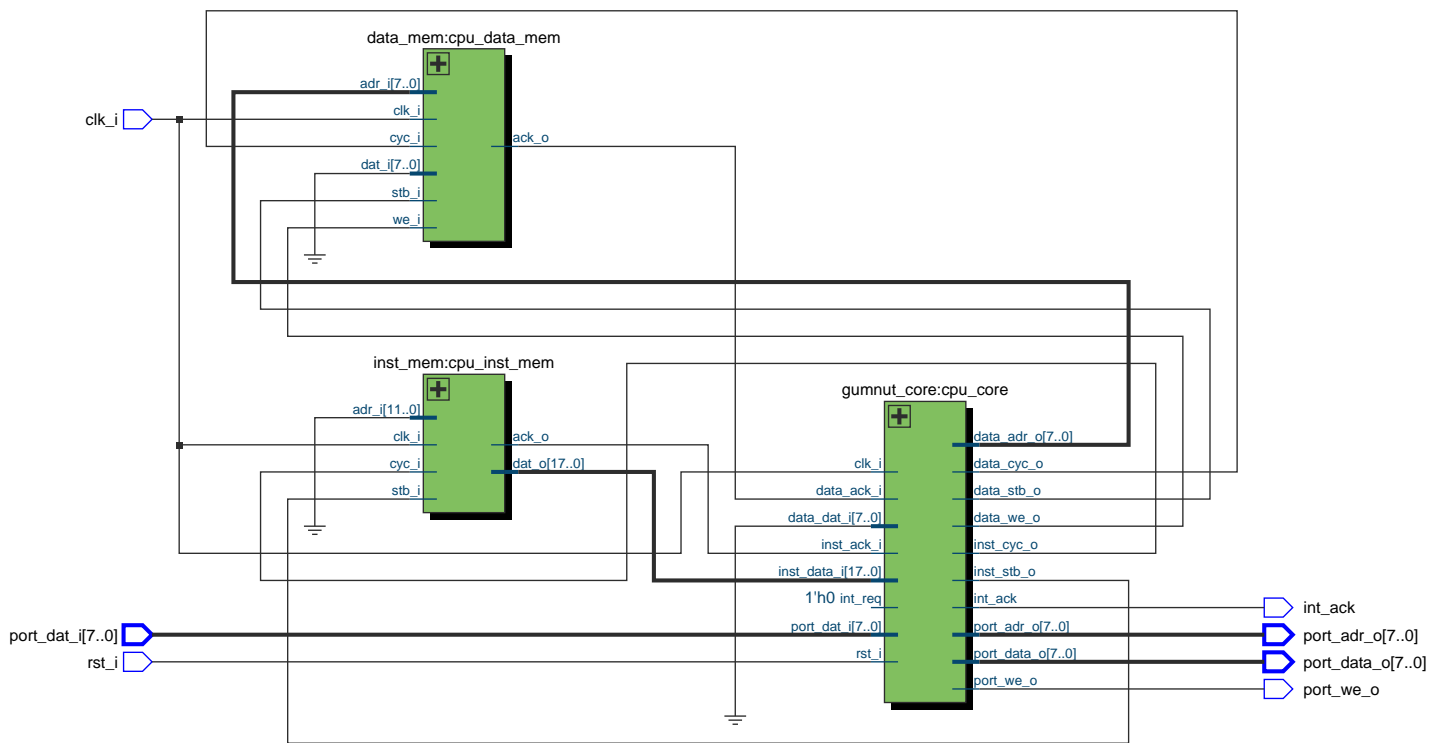 data_mem:cpu_data_mem
adr_i[7..0]
clk_i
clk_i
cyc_i
ack_o
dat_i[7..0]
stb_i
we_i
inst_mem:cpu_inst_mem
adr_i[11..0]
clk_i
ack_o
cyc_i
dat_o[17..0]
stb_i
gumnut_core:cpu_core
data_adr_o[7..0]
clk_i
data_cyc_o
data_ack_i
data_stb_o
data_dat_i[7..0]
data_we_o
inst_ack_i
inst_cyc_o
inst_data_i[17..0]
inst_stb_o
1'h0 int_req
int_ack
int_ack
port_dat_i[7..0]
port_dat_i[7..0]
port_adr_o[7..0]
port_adr_o[7..0]
rst_i
rst_i
port_data_o[7..0]
port_data_o[7..0]
port_we_o
port_we_o